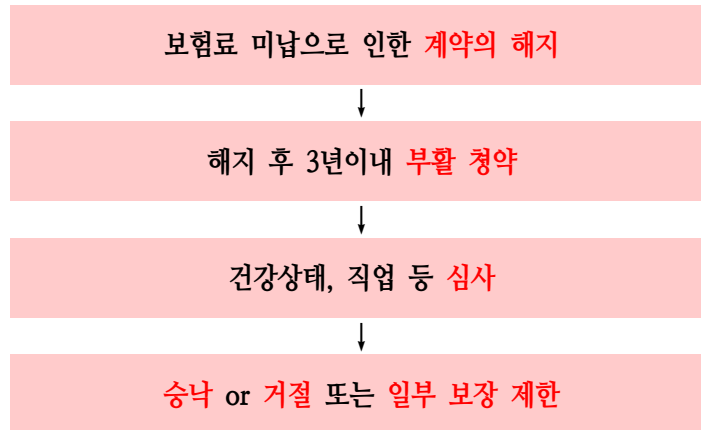 보험료 미납으로 인한 계약의 해지
해지 후 3년이내 부활 청약
건강상태, 직업 등 심사
승낙 or 거절 또는 일부 보장 제한